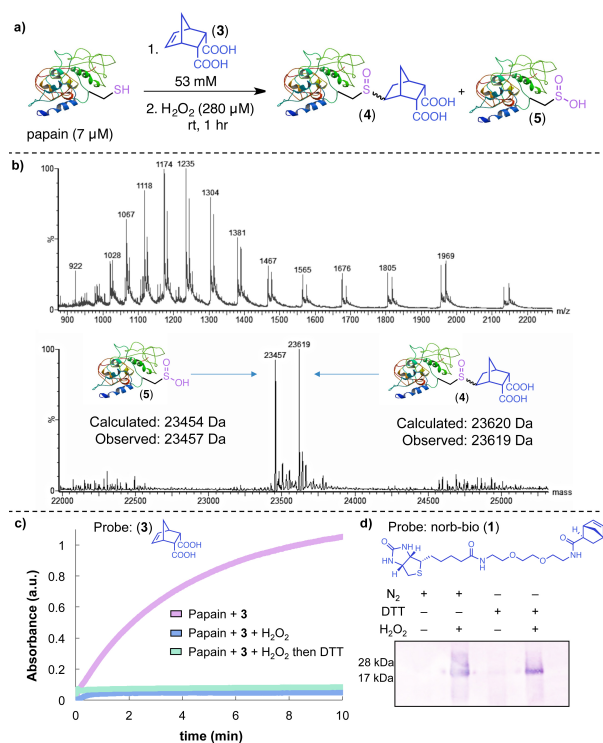 a)
1.
(3)
COOH
COOH
SH
53 mM
2. H2O2 (280 µM)
rt, 1 hr
papain (7 µM)
O
S
(4)
COOH
COOH
+
O
S
OH
(5)
b)
100
%
0
922
1028
1067
1118
1174
1235
1304
1381
1467
1565
1676
1805
1969
900 1000 1100 1200 1300 1400 1500 1600 1700 1800 1900 2000 2100 2200
m/z
100
%
0
23457
23619
O
S
OH
(5)
Calculated: 23454 Da
Observed: 23457 Da
O
S
(4)
COOH
COOH
Calculated: 23620 Da
Observed: 23619 Da
22000 22500 23000 23500 24000 24500 25000
mass
c)
Probe: (3)
COOH
COOH
Absorbance (a.u.)
1
0.8
0.6
0.4
0.2
0
Papain + 3
Papain + 3 + H2O2
Papain + 3 + H2O2 then DTT
0 2 4 6 8 10
time (min)
d) Probe: norb-bio (1)
O
HN NH
S
O
N
H
O
O
H
N
O
N2 + + – –
DTT – – + +
H2O2 – + – +
28 kDa
17 kDa